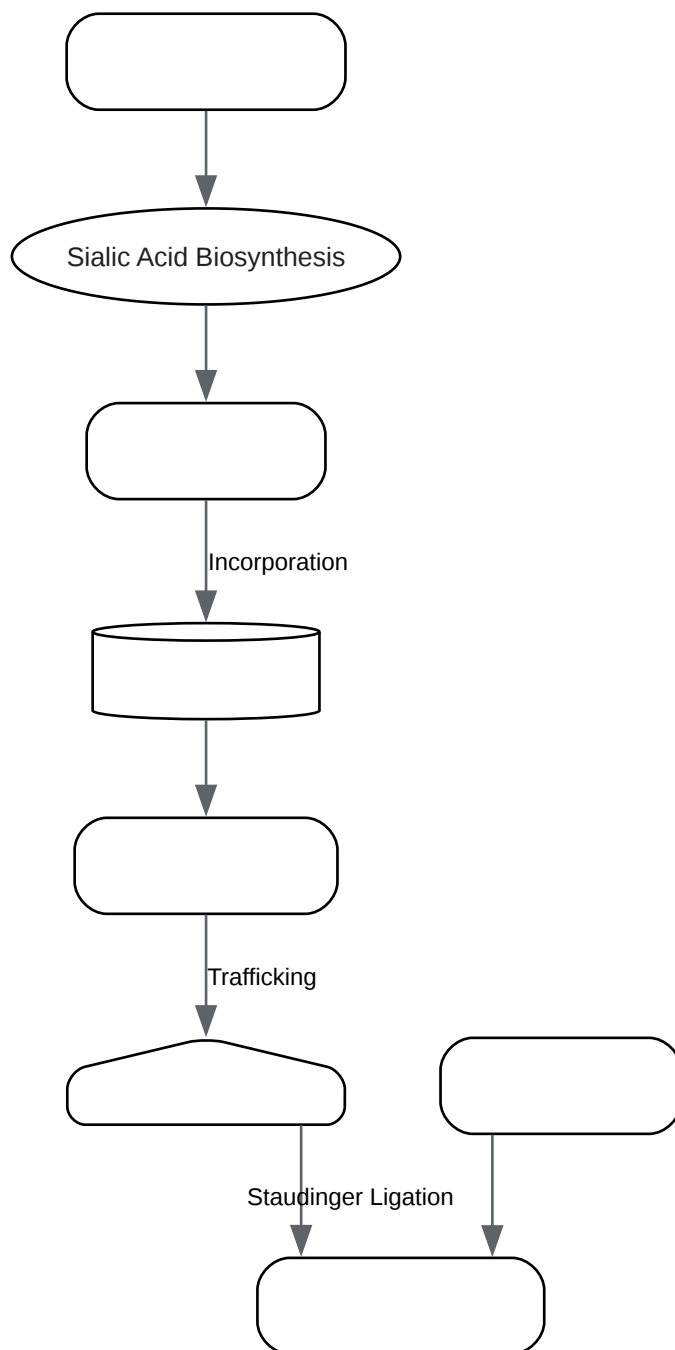 Sialic Acid Biosynthesis
Incorporation
Trafficking
Staudinger Ligation